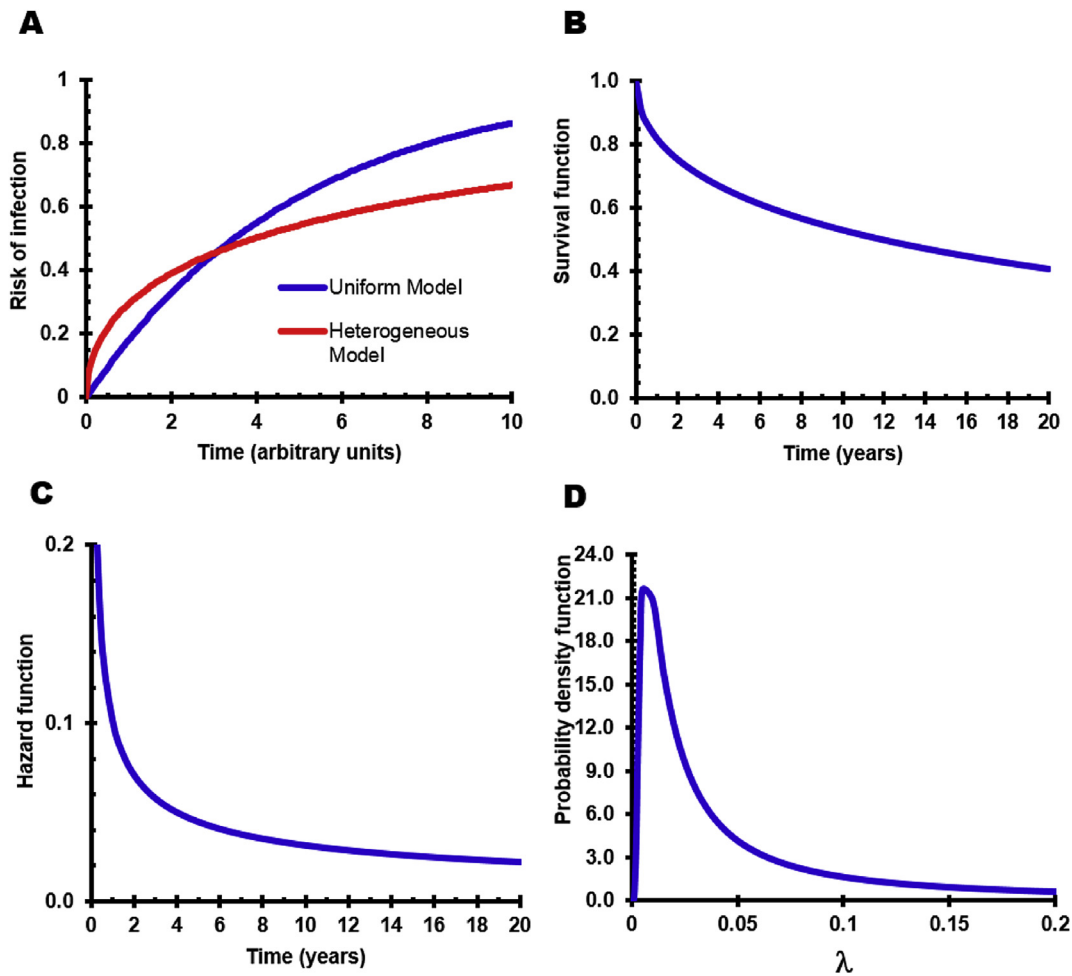 A
Risk of infection
1
0.8
0.6
0.4
0.2
0
0 2 4 6 8 10
Time (arbitrary units)
Uniform Model
Heterogeneous
Model
B
Survival function
1.0
0.8
0.6
0.4
0.2
0.0
0 2 4 6 8 10 12 14 16 18 20
Time (years)
C
Hazard function
0.2
0.1
0.0
0 2 4 6 8 10 12 14 16 18 20
Time (years)
D
Probability density function
24.0
21.0
18.0
15.0
12.0
9.0
6.0
3.0
0.0
0 0.05 0.1 0.15 0.2
λ